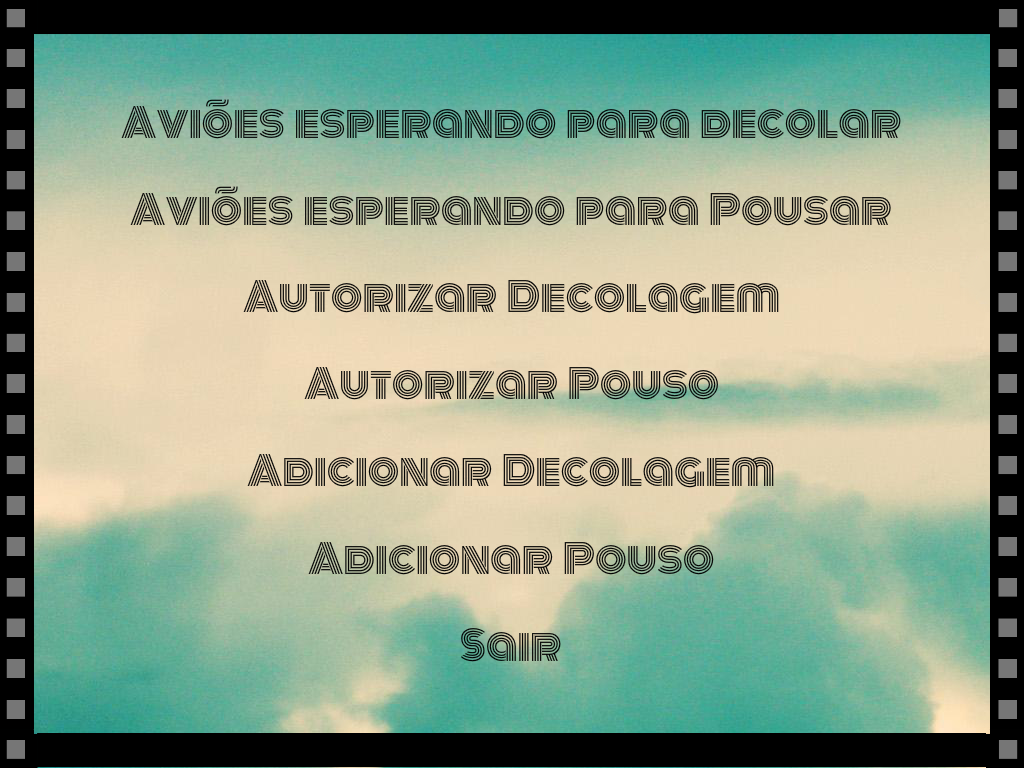 Aviões esperando para decolar
Aviões esperando para Pousar
Autorizar Decolagem
Autorizar Pouso
Adicionar Decolagem
Adicionar Pouso
Sair